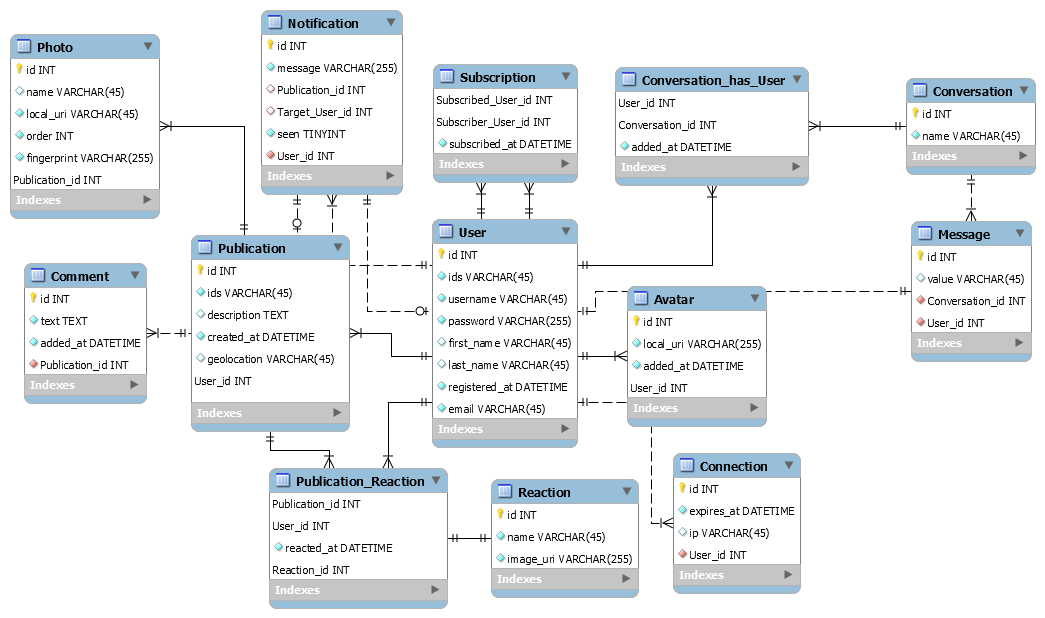 Photo
id INT
name VARCHAR(45)
local_uri VARCHAR(45)
order INT
fingerprint VARCHAR(255)
Publication_id INT
Indexes
Notification
id INT
message VARCHAR(255)
Publication_id INT
Target_User_id INT
seen TINYINT
User_id INT
Indexes
Subscription
Subscribed_User_id INT
Subscriber_User_id INT
subscribed_at DATETIME
Indexes
Conversation_has_User
User_id INT
Conversation_id INT
added_at DATETIME
Indexes
Conversation
id INT
name VARCHAR(45)
Indexes
Comment
id INT
text TEXT
added_at DATETIME
Publication_id INT
Indexes
Publication
id INT
ids VARCHAR(45)
description TEXT
created_at DATETIME
geolocation VARCHAR(45)
User_id INT
Indexes
User
id INT
ids VARCHAR(45)
username VARCHAR(45)
password VARCHAR(255)
first_name VARCHAR(45)
last_name VARCHAR(45)
registered_at DATETIME
email VARCHAR(45)
Indexes
Avatar
id INT
local_uri VARCHAR(255)
added_at DATETIME
User_id INT
Indexes
Message
id INT
value VARCHAR(45)
Conversation_id INT
User_id INT
Indexes
Publication_Reaction
Publication_id INT
User_id INT
reacted_at DATETIME
Reaction_id INT
Indexes
Reaction
id INT
name VARCHAR(45)
image_uri VARCHAR(255)
Indexes
Connection
id INT
expires_at DATETIME
ip VARCHAR(45)
User_id INT
Indexes